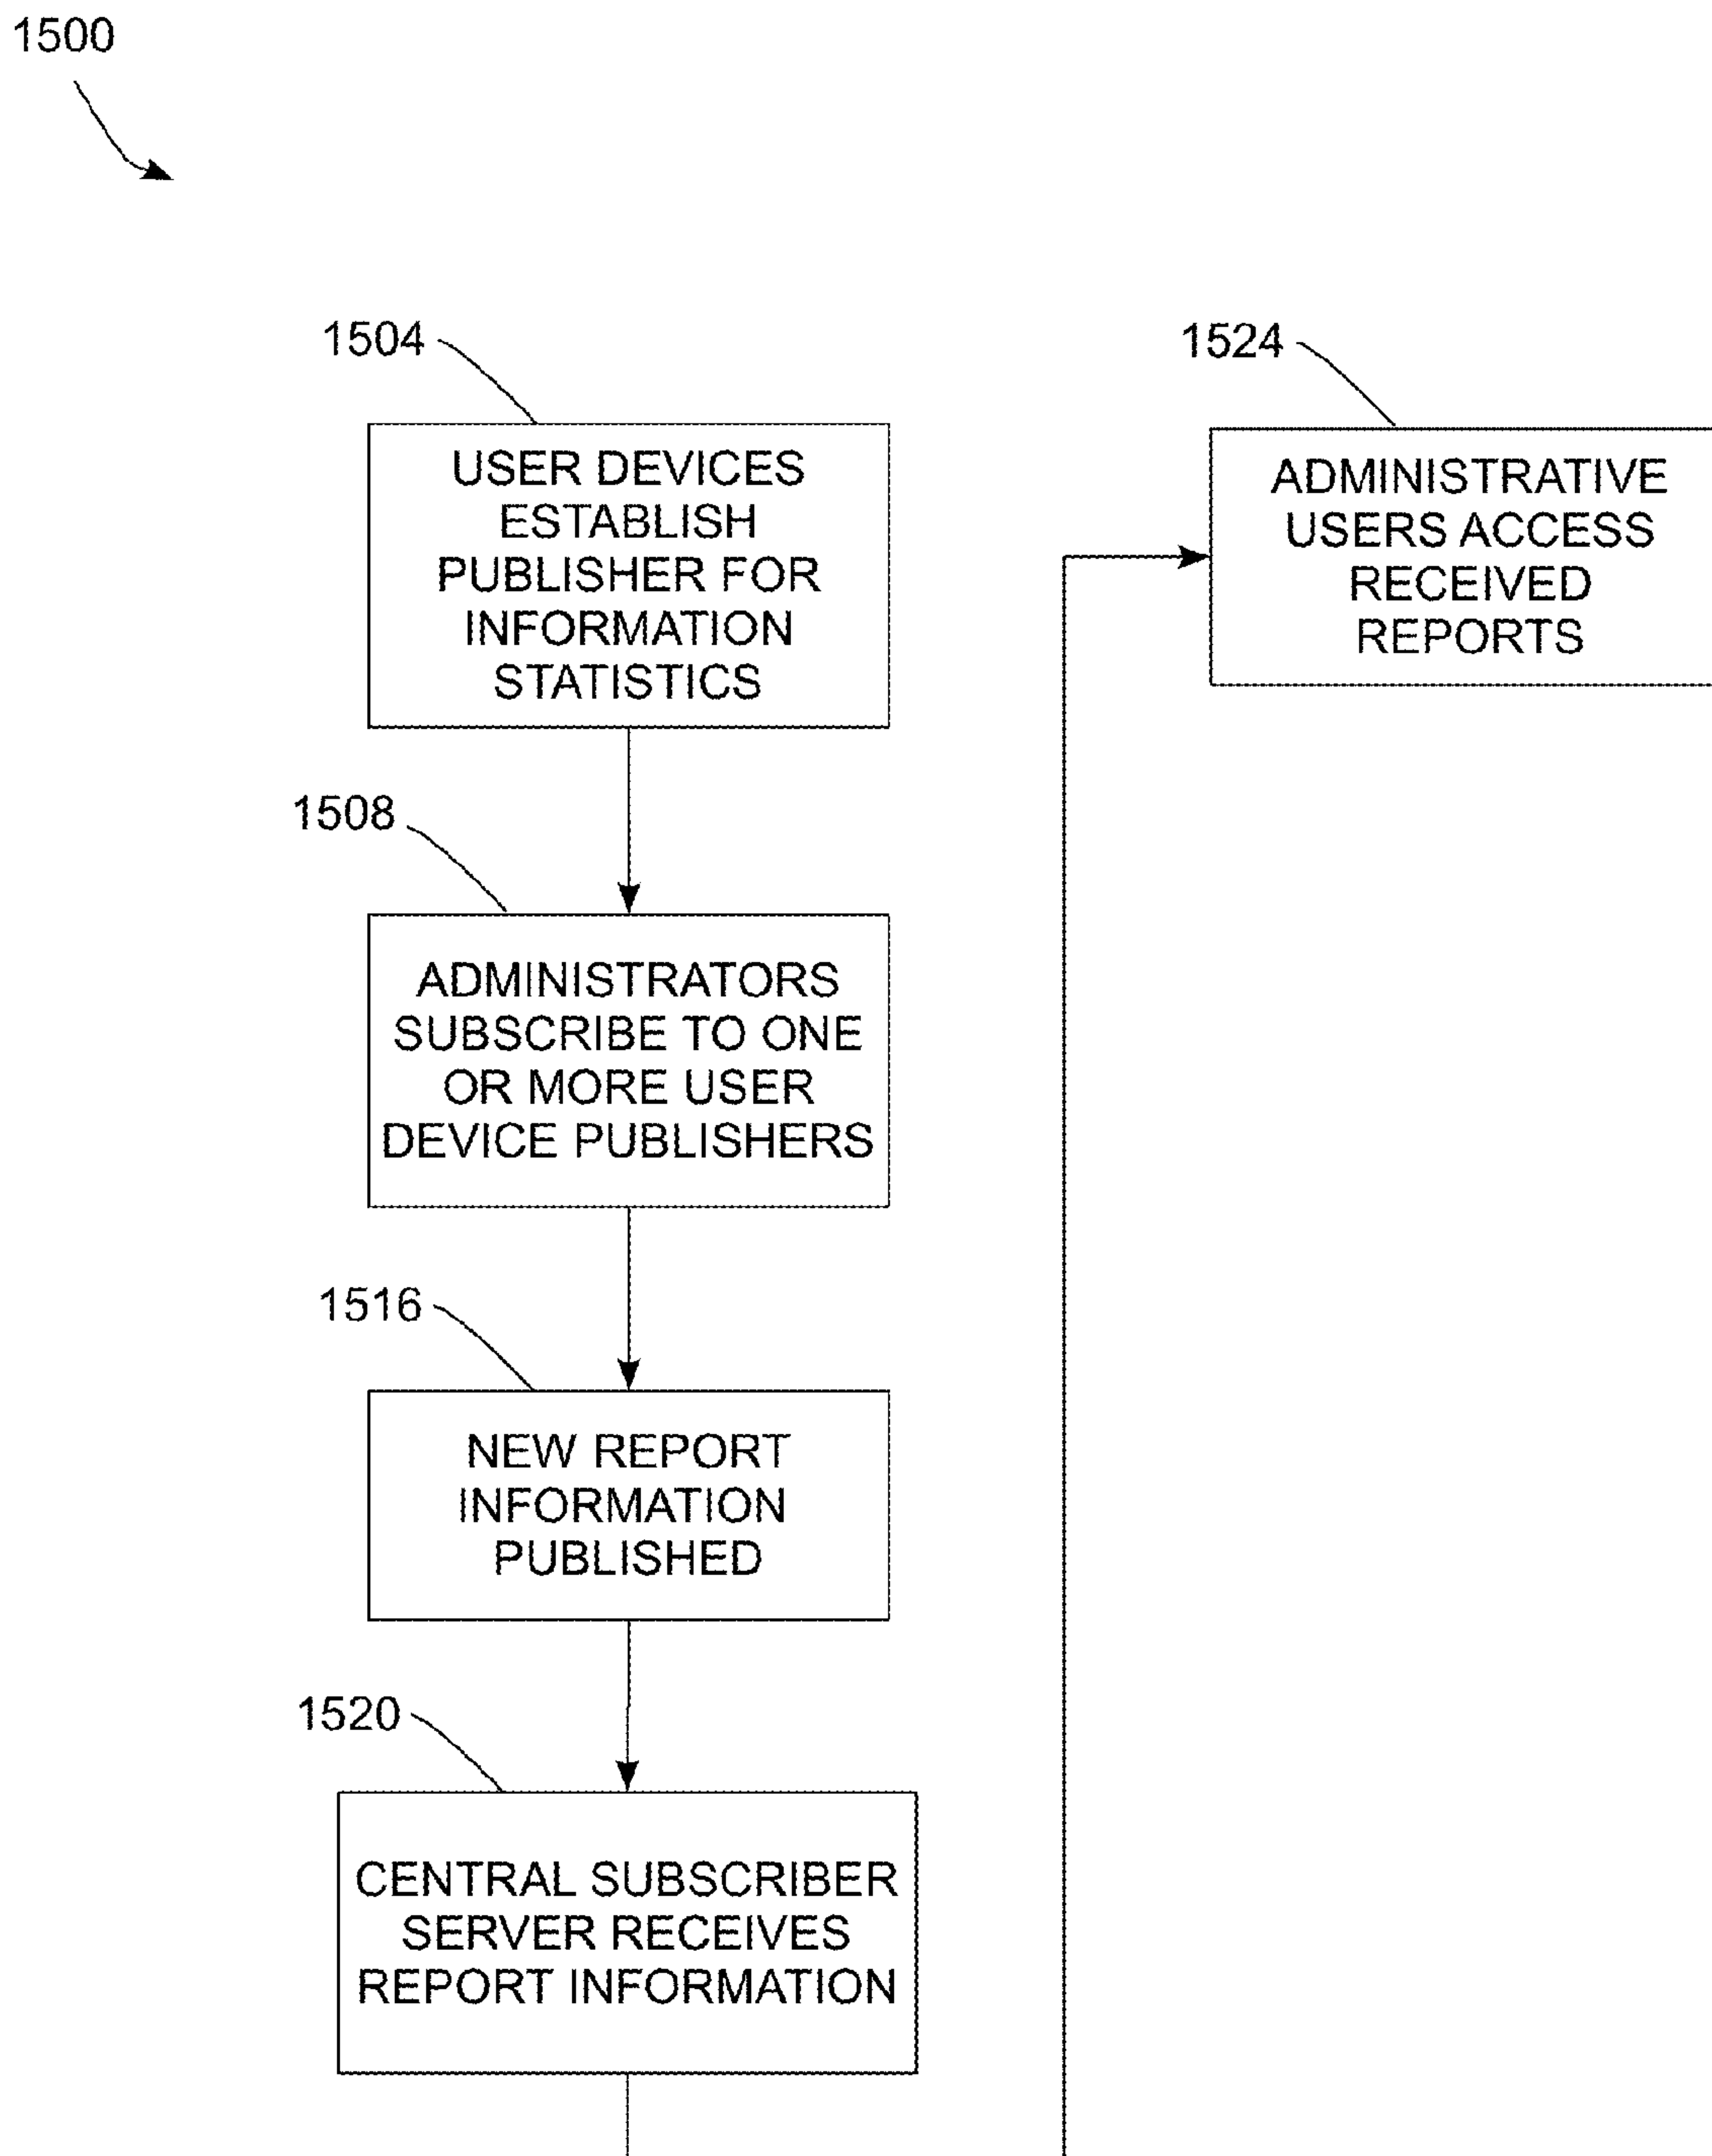 1500
1504
USER DEVICES
ESTABLISH
PUBLISHER FOR
INFORMATION
STATISTICS
1508
ADMINISTRATORS
SUBSCRIBE TO ONE
OR MORE USER
DEVICE PUBLISHERS
1516
NEW REPORT
INFORMATION
PUBLISHED
1520
CENTRAL SUBSCRIBER
SERVER RECEIVES
REPORT INFORMATION
1524
ADMINISTRATIVE
USERS ACCESS
RECEIVED
REPORTS